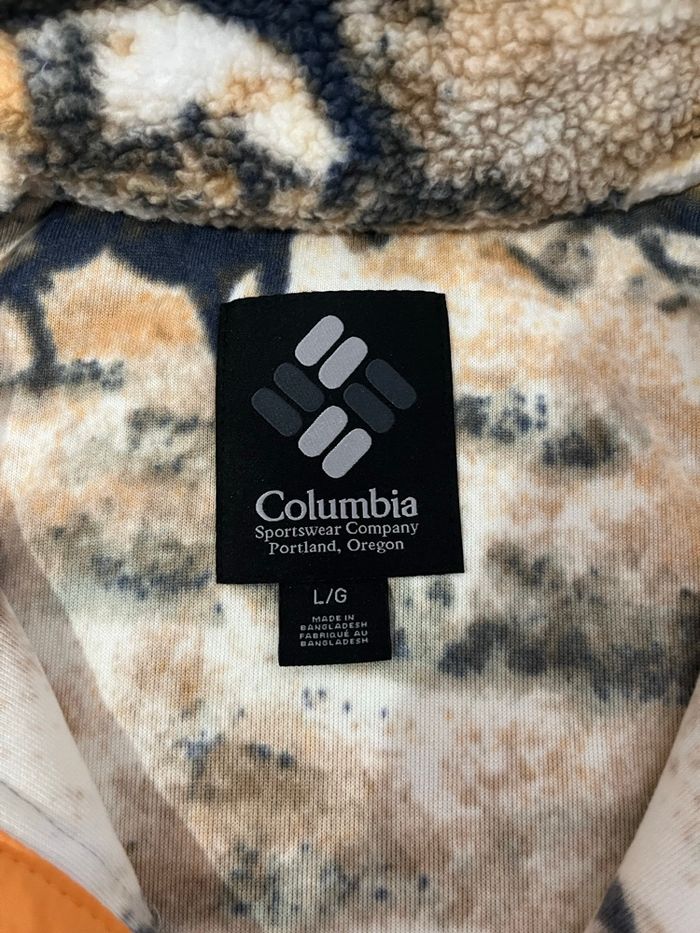 Columbia
Sportswear Company
Portland, Oregon
L/G
MADE IN
BANGLADESH
FABRIQUÉ AU
BANGLADESH